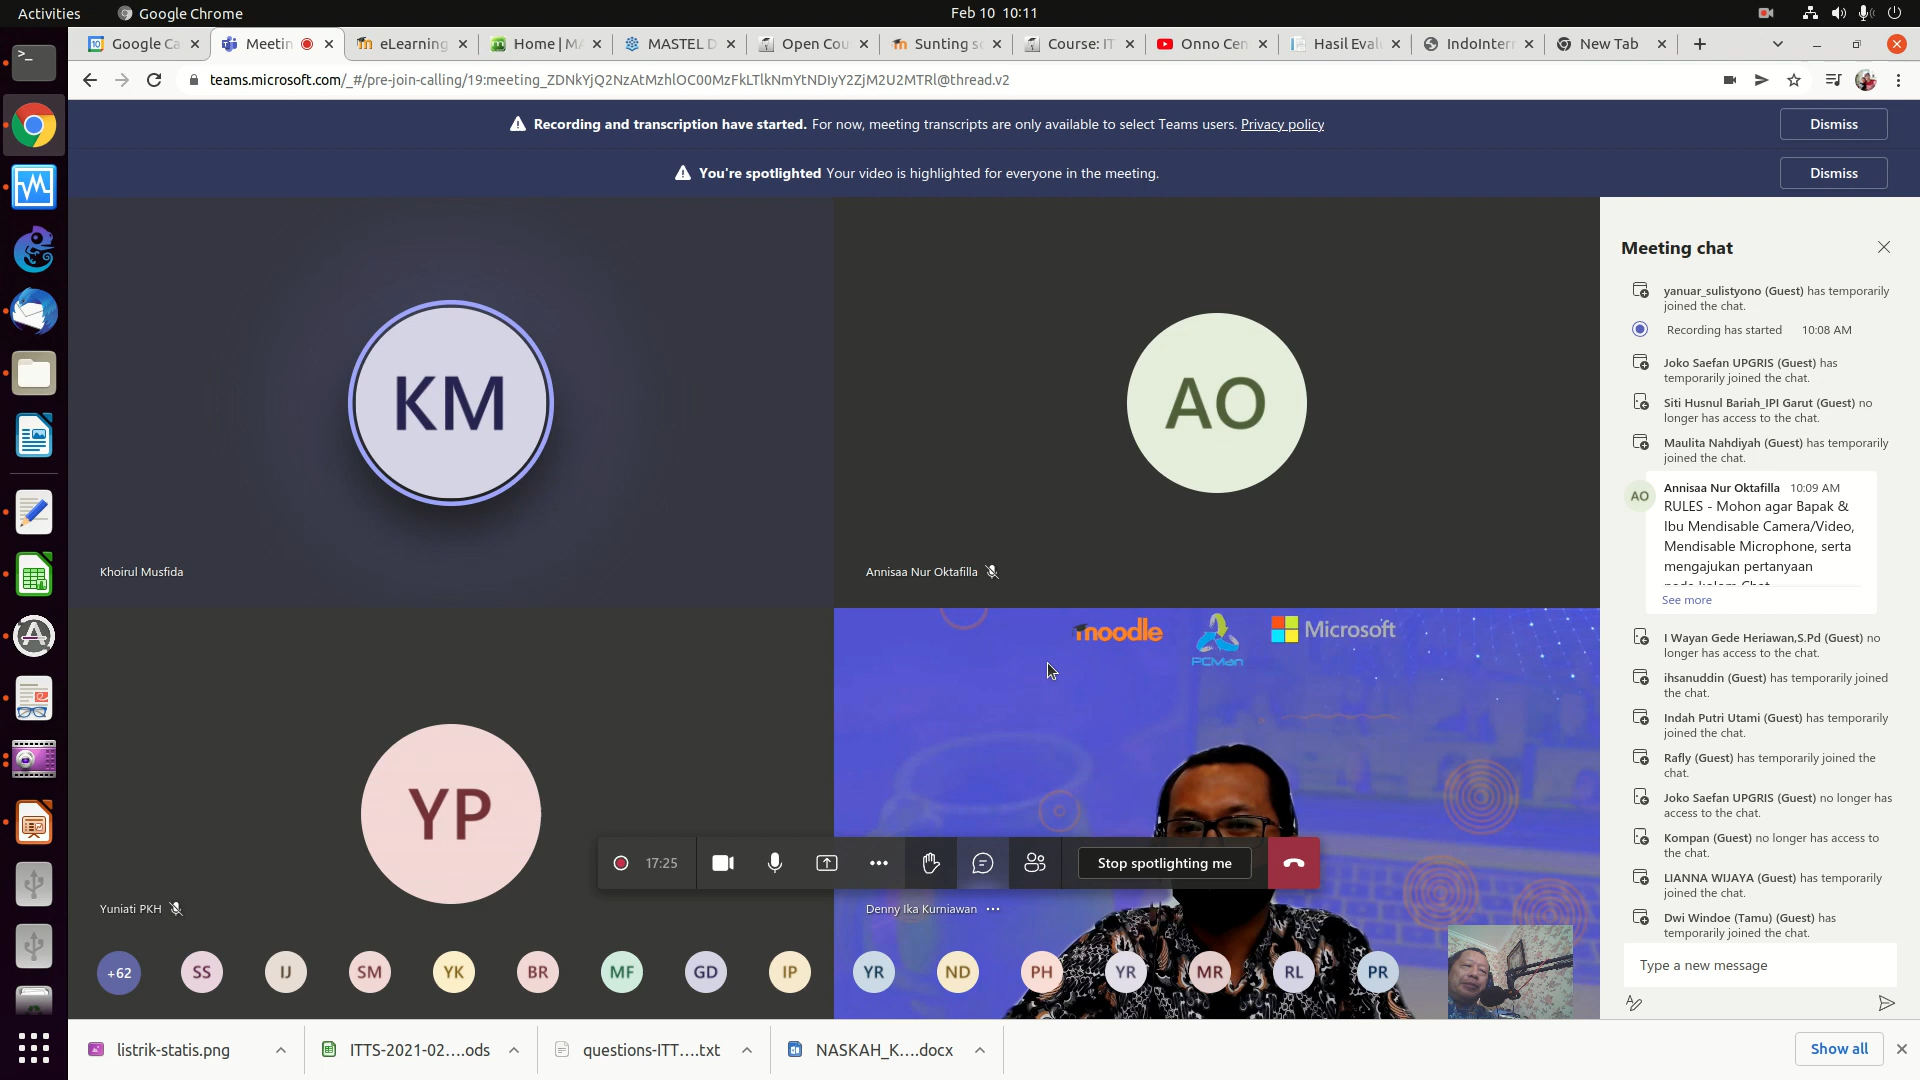 Activities
Google Chrome
Feb 10 10:11
Google Ca
Meetin
eLearning
Home | MA
MASTEL D
Open Cou
Sunting so
Course: IT
Onno Cen
Hasil Evalu
IndoInterr
New Tab
teams.microsoft.com/_#/pre-join-calling/19:meeting_ZDNkYjQ2NzAtMzhlOC00MzFkLTlkNmYtNDIyY2ZjM2U2MTRl@thread.v2
Recording and transcription have started. For now, meeting transcripts are only available to select Teams users. Privacy policy
Dismiss
You're spotlighted Your video is highlighted for everyone in the meeting.
Dismiss
KM
Khoirul Musfida
AO
Annisaa Nur Oktafilla
YP
Yuniati PKH
moodle
PCMan
Microsoft
17:25
Stop spotlighting me
Denny Ika Kurniawan
+62
SS
IJ
SM
YK
BR
MF
GD
IP
YR
ND
PH
YR
MR
RL
PR
Meeting chat
yanuar_sulistyono (Guest) has temporarily
joined the chat.
Recording has started 10:08 AM
Joko Saefan UPGRIS (Guest) has
temporarily joined the chat.
Siti Husnul Bariah_IPI Garut (Guest) no
longer has access to the chat.
Maulita Nahdiyah (Guest) has temporarily
joined the chat.
AO
Annisaa Nur Oktafilla 10:09 AM
RULES - Mohon agar Bapak &
Ibu Mendisable Camera/Video,
Mendisable Microphone, serta
mengajukan pertanyaan
pada kolom Chat
See more
I Wayan Gede Heriawan,S.Pd (Guest) no
longer has access to the chat.
ihsanuddin (Guest) has temporarily joined
the chat.
Indah Putri Utami (Guest) has temporarily
joined the chat.
Rafly (Guest) has temporarily joined the
chat.
Joko Saefan UPGRIS (Guest) no longer has
access to the chat.
Kompan (Guest) no longer has access to
the chat.
LIANNA WIJAYA (Guest) has temporarily
joined the chat.
Dwi Windoe (Tamu) (Guest) has
temporarily joined the chat.
Type a new message
listrik-statis.png
ITTS-2021-02....ods
questions-ITT....txt
NASKAH_K....docx
Show all